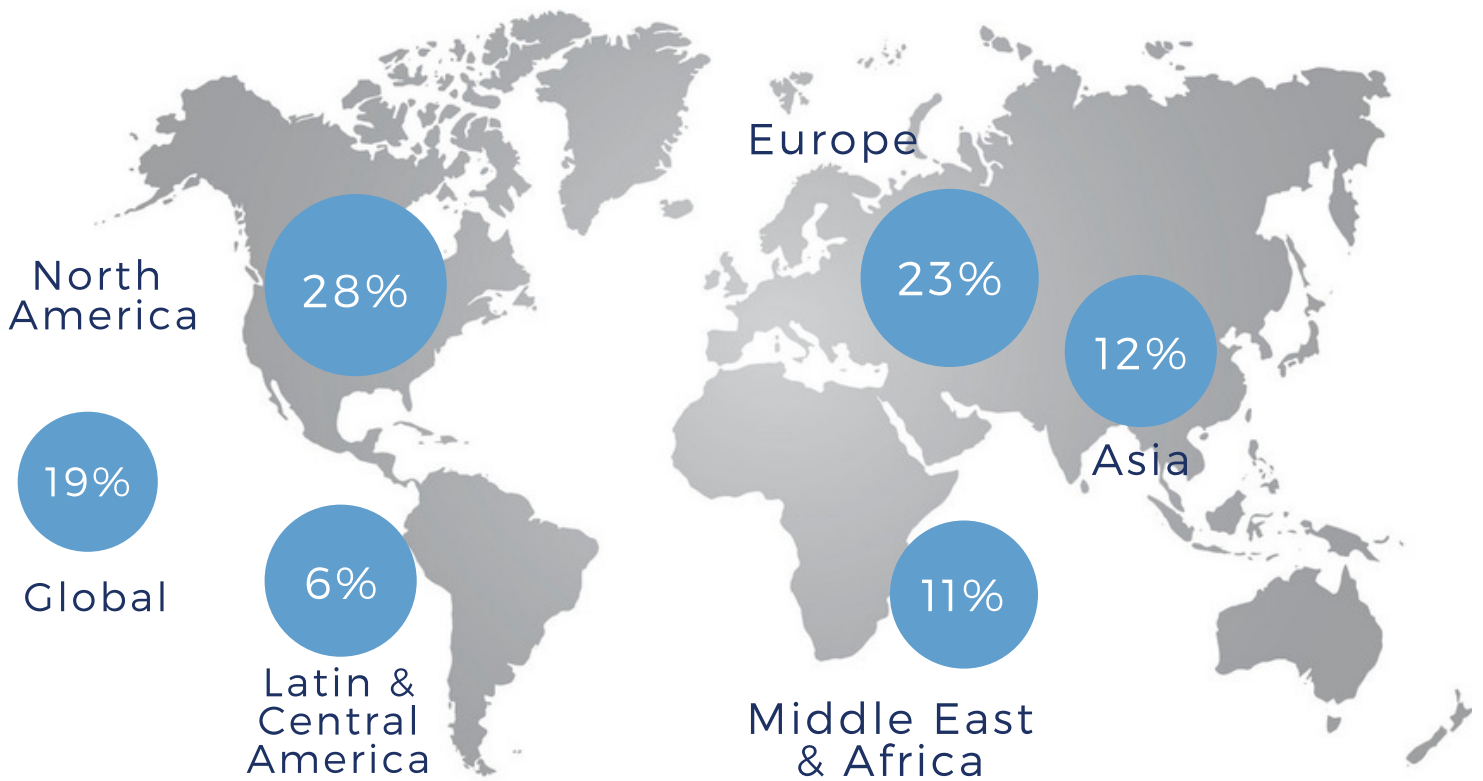 Europe
23%
28%
North
America
12%
Asia
19%
Global
6%
Latin &
Central
America
11%
Middle East
& Africa